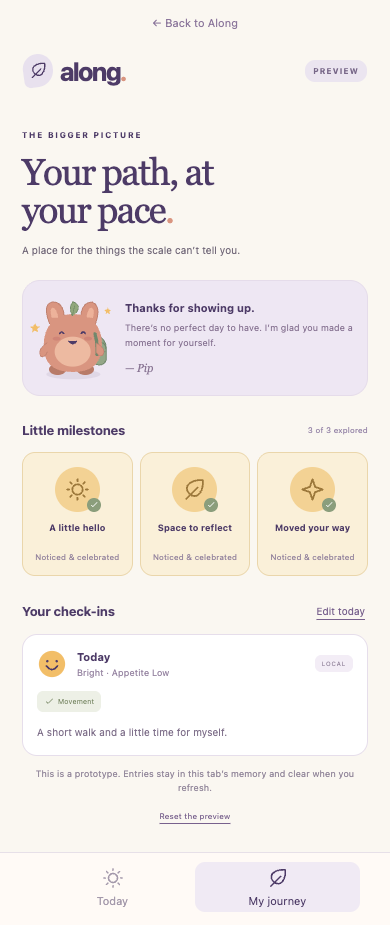 ← Back to Along
along.
PREVIEW
THE BIGGER PICTURE
Your path, at
your pace.
A place for the things the scale can't tell you.
Thanks for showing up.
There's no perfect day to have. I'm glad you made a
moment for yourself.
— Pip
Little milestones
3 of 3 explored
A little hello
Noticed & celebrated
Space to reflect
Noticed & celebrated
Moved your way
Noticed & celebrated
Your check-ins
Edit today
Today
Bright · Appetite Low
LOCAL
Movement
A short walk and a little time for myself.
This is a prototype. Entries stay in this tab's memory and clear when you
refresh.
Reset the preview
Today
My journey